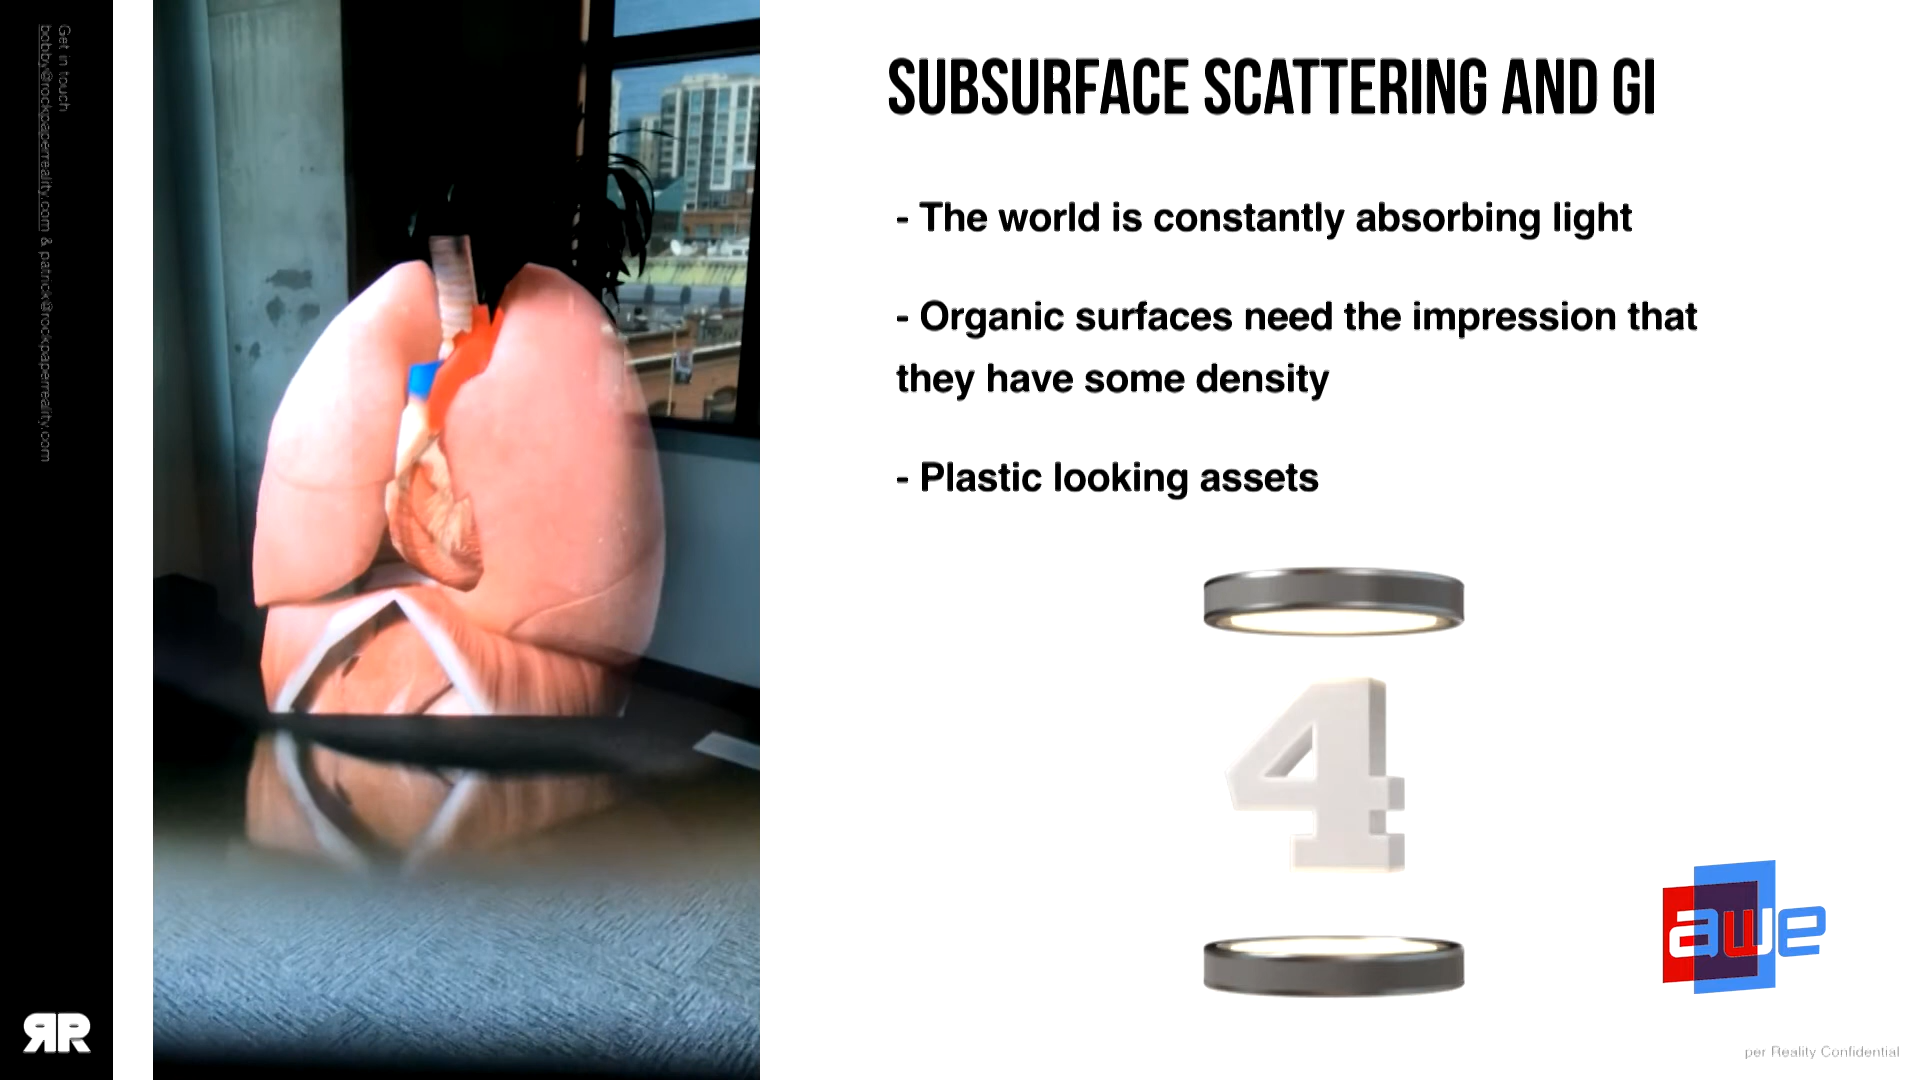 Get in touch
bobby@rockpaperreality.com & patrick@rockpaperreality.com
SUBSURFACE SCATTERING AND GI
- The world is constantly absorbing light
- Organic surfaces need the impression that
they have some density
- Plastic looking assets
4
awe
RR
per Reality Confidential